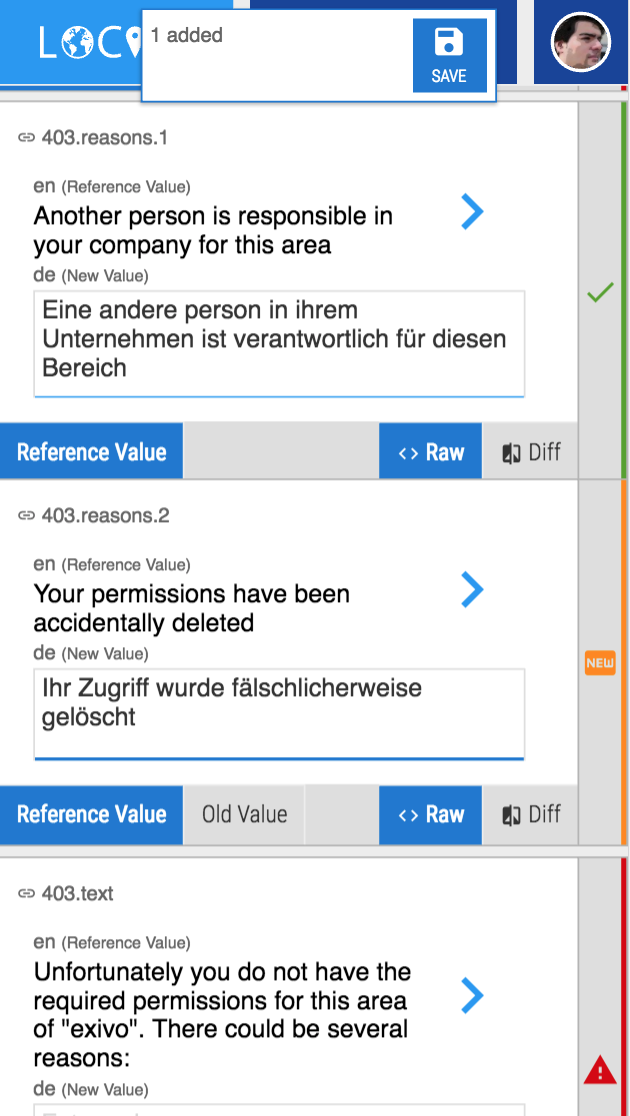 LOC
1 added
SAVE
403.reasons.1
en (Reference Value)
Another person is responsible in
your company for this area
de (New Value)
Eine andere person in ihrem
Unternehmen ist verantwortlich für diesen
Bereich
Reference Value
<> Raw
Diff
403.reasons.2
en (Reference Value)
Your permissions have been
accidentally deleted
de (New Value)
NEW
Ihr Zugriff wurde fälschlicherweise
gelöscht
Reference Value
Old Value
<> Raw
Diff
403.text
en (Reference Value)
Unfortunately you do not have the
required permissions for this area
of "exivo". There could be several
reasons:
de (New Value)